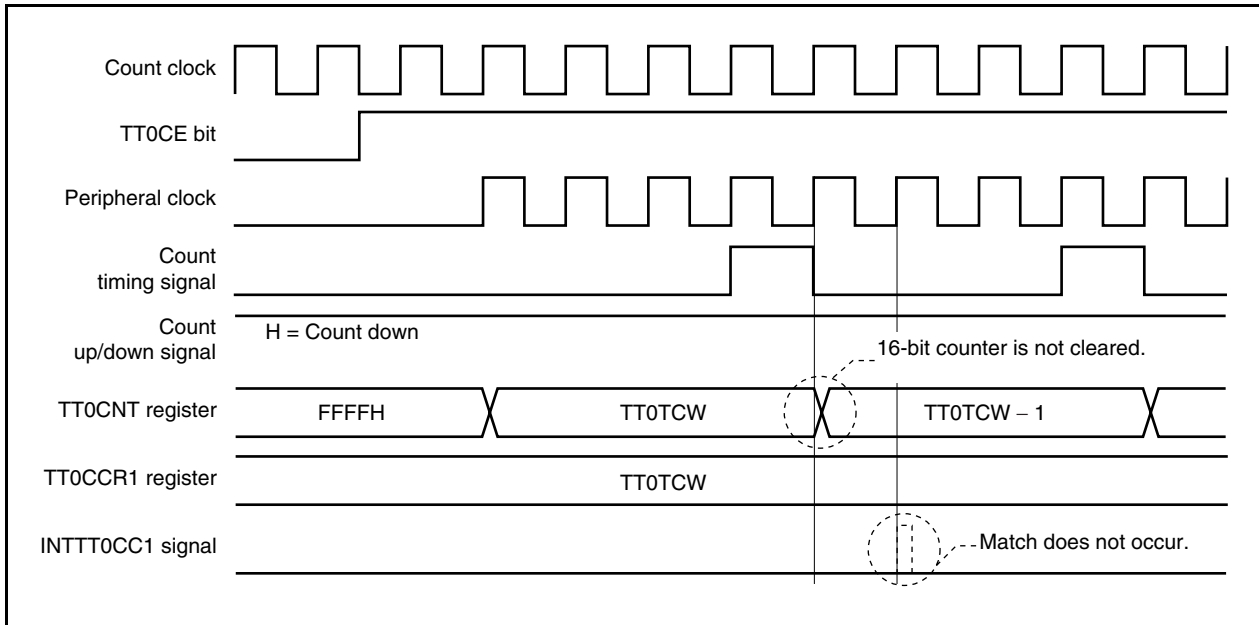 Count clock
TT0CE bit
Peripheral clock
Count
timing signal
Count
up/down signal
H = Count down
16-bit counter is not cleared.
TT0CNT register
FFFFH
TT0TCW
TT0TCW − 1
TT0CCR1 register
TT0TCW
INTTT0CC1 signal
Match does not occur.